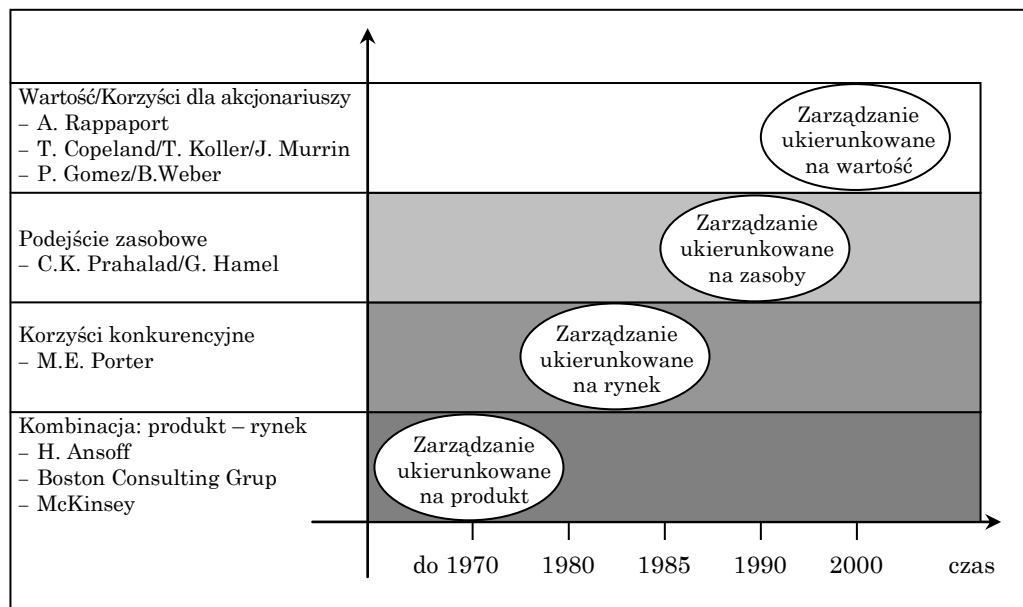 Wartość/Korzyści dla akcjonariuszy
– A. Rappaport
– T. Copeland/T. Koller/J. Murrin
– P. Gomez/B.Weber
Zarządzanie
ukierunkowane
na wartość
Podejście zasobowe
– C.K. Prahalad/G. Hamel
Zarządzanie
ukierunkowane
na zasoby
Korzyści konkurencyjne
– M.E. Porter
Zarządzanie
ukierunkowane
na rynek
Kombinacja: produkt – rynek
– H. Ansoff
– Boston Consulting Grup
– McKinsey
Zarządzanie
ukierunkowane
na produkt
do 1970 1980 1985 1990 2000 czas